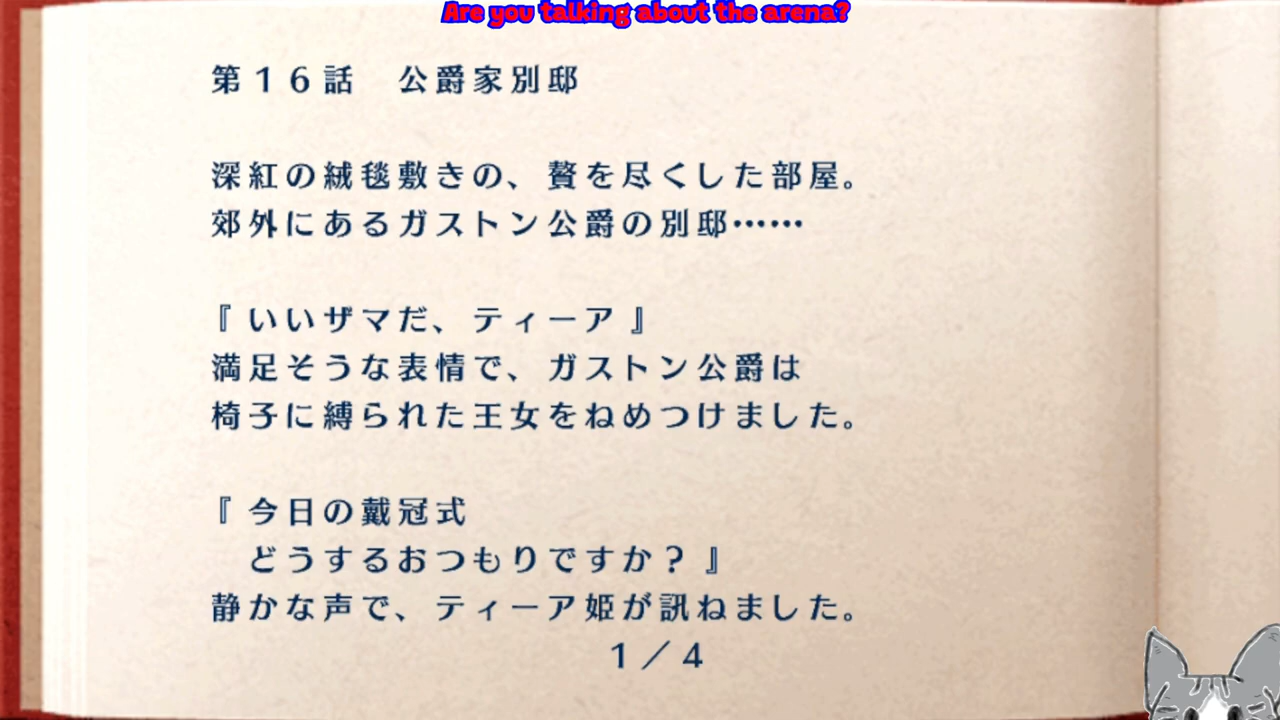 Are you talking about the arena?
第１６話　公爵家別邸
深紅の絨毯敷きの、贅を尽くした部屋。
郊外にあるガストン公爵の別邸……
『いいザマだ、ティーア』
満足そうな表情で、ガストン公爵は
椅子に縛られた王女をねめつけました。
『今日の戴冠式
どうするおつもりですか？』
静かな声で、ティーア姫が訊ねました。
１／４